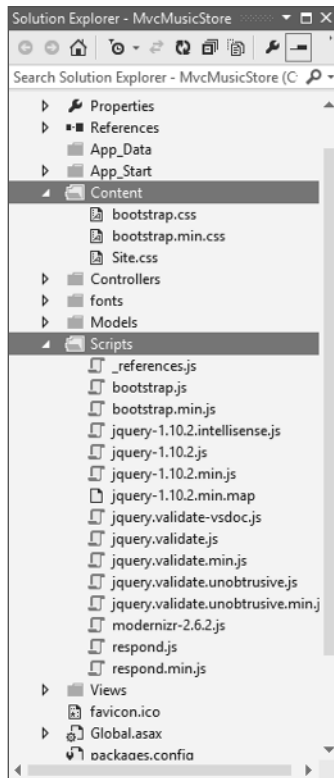 Solution Explorer - MvcMusicStore
Search Solution Explorer - MvcMusicStore (C
Properties
References
App_Data
App_Start
Content
bootstrap.css
bootstrap.min.css
Site.css
Controllers
fonts
Models
Scripts
_references.js
bootstrap.js
bootstrap.min.js
jquery-1.10.2.intellisense.js
jquery-1.10.2.js
jquery-1.10.2.min.js
jquery-1.10.2.min.map
jquery.validate-vsdoc.js
jquery.validate.js
jquery.validate.min.js
jquery.validate.unobtrusive.js
jquery.validate.unobtrusive.min.j
modernizr-2.6.2.js
respond.js
respond.min.js
Views
favicon.ico
Global.asax
packages.config